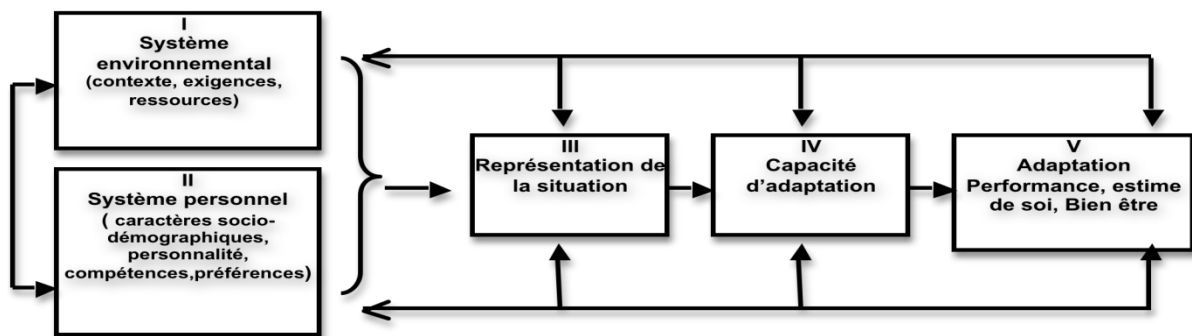 I
Système
environnemental
(contexte, exigences,
ressources)
II
Système personnel
( caractères socio-
démographiques,
personnalité,
compétences,préférences)
III
Représentation de
la situation
IV
Capacité
d’adaptation
V
Adaptation
Performance, estime
de soi, Bien être